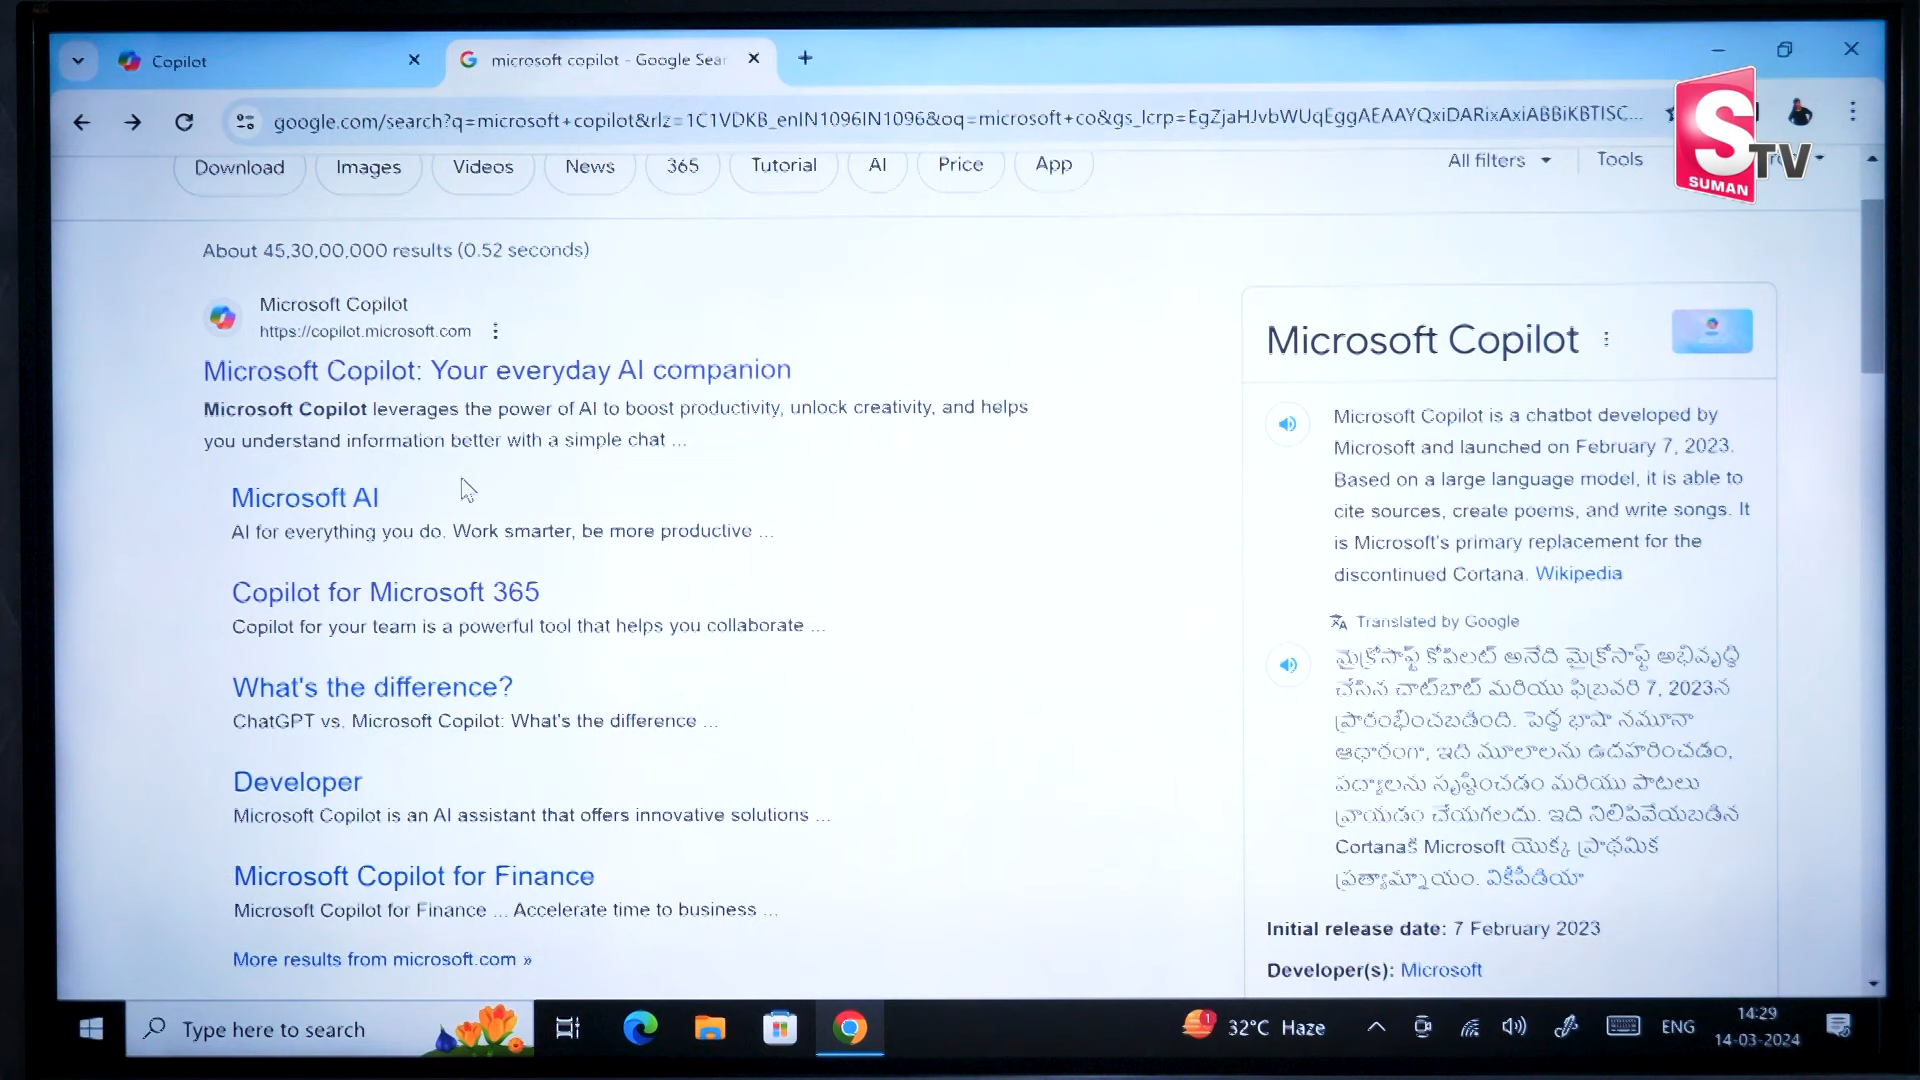 Copilot
microsoft copilot - Google Sear
google.com/search?q=microsoft+copilot&rlz=1C1VDKB_enIN1096IN1096&oq=microsoft+co&gs_lcrp=EgZjaHJvbWUqEggAEAAYQxiDARixAxiABBiKBTISC...
S TV
SUMAN
Download
Images
Videos
News
365
Tutorial
AI
Price
App
All filters
Tools
About 45,30,00,000 results (0.52 seconds)
Microsoft Copilot
https://copilot.microsoft.com
Microsoft Copilot: Your everyday AI companion
Microsoft Copilot leverages the power of AI to boost productivity, unlock creativity, and helps
you understand information better with a simple chat ...
Microsoft AI
AI for everything you do. Work smarter, be more productive ...
Copilot for Microsoft 365
Copilot for your team is a powerful tool that helps you collaborate ...
What's the difference?
ChatGPT vs. Microsoft Copilot: What's the difference ...
Developer
Microsoft Copilot is an AI assistant that offers innovative solutions ...
Microsoft Copilot for Finance
Microsoft Copilot for Finance ... Accelerate time to business ...
More results from microsoft.com »
Microsoft Copilot
Microsoft Copilot is a chatbot developed by
Microsoft and launched on February 7, 2023.
Based on a large language model, it is able to
cite sources, create poems, and write songs. It
is Microsoft's primary replacement for the
discontinued Cortana. Wikipedia
Translated by Google
మైక్రోసాఫ్ట్ కోపిలట్ అనేది మైక్రోసాఫ్ట్ అభివృద్ధి
చేసిన చాట్‌బాట్ మరియు ఫిబ్రవరి 7, 2023న
ప్రారంభించబడింది. పెద్ద భాషా నమూనా
ఆధారంగా, ఇది మూలాలను ఉదహరించడం,
పద్యాలను సృష్టించడం మరియు పాటలు
వ్రాయడం చేయగలదు. ఇది నిలిపివేయబడిన
Cortanaకి Microsoft యొక్క ప్రాథమిక
ప్రత్యామ్నాయం. వికీపీడియా
Initial release date: 7 February 2023
Developer(s): Microsoft
Type here to search
1
32°C Haze
ENG
14:29
14-03-2024